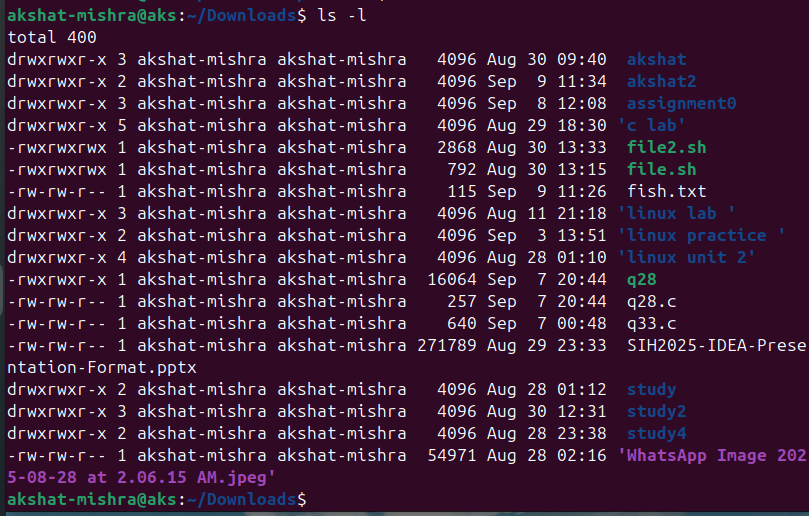 akshat-mishra@aks:~/Downloads$ ls -l
total 400
drwxrwxr-x 3 akshat-mishra akshat-mishra   4096 Aug 30 09:40  akshat
drwxrwxr-x 2 akshat-mishra akshat-mishra   4096 Sep  9 11:34  akshat2
drwxrwxr-x 3 akshat-mishra akshat-mishra   4096 Sep  8 12:08  assignment0
drwxrwxr-x 5 akshat-mishra akshat-mishra   4096 Aug 29 18:30 'c lab'
-rwxrwxrwx 1 akshat-mishra akshat-mishra   2868 Aug 30 13:33  file2.sh
-rwxrwxr-x 1 akshat-mishra akshat-mishra    792 Aug 30 13:15  file.sh
-rw-rw-r-- 1 akshat-mishra akshat-mishra    115 Sep  9 11:26  fish.txt
drwxrwxr-x 3 akshat-mishra akshat-mishra   4096 Aug 11 21:18 'linux lab '
drwxrwxr-x 2 akshat-mishra akshat-mishra   4096 Sep  3 13:51 'linux practice '
drwxrwxr-x 4 akshat-mishra akshat-mishra   4096 Aug 28 01:10 'linux unit 2'
-rwxrwxr-x 1 akshat-mishra akshat-mishra  16064 Sep  7 20:44  q28
-rw-rw-r-- 1 akshat-mishra akshat-mishra    257 Sep  7 20:44  q28.c
-rw-rw-r-- 1 akshat-mishra akshat-mishra    640 Sep  7 00:48  q33.c
-rw-rw-r-- 1 akshat-mishra akshat-mishra 271789 Aug 29 23:33  SIH2025-IDEA-Prese
ntation-Format.pptx
drwxrwxr-x 2 akshat-mishra akshat-mishra   4096 Aug 28 01:12  study
drwxrwxr-x 3 akshat-mishra akshat-mishra   4096 Aug 30 12:31  study2
drwxrwxr-x 2 akshat-mishra akshat-mishra   4096 Aug 28 23:38  study4
-rw-rw-r-- 1 akshat-mishra akshat-mishra  54971 Aug 28 02:16 'WhatsApp Image 202
5-08-28 at 2.06.15 AM.jpeg'
akshat-mishra@aks:~/Downloads$